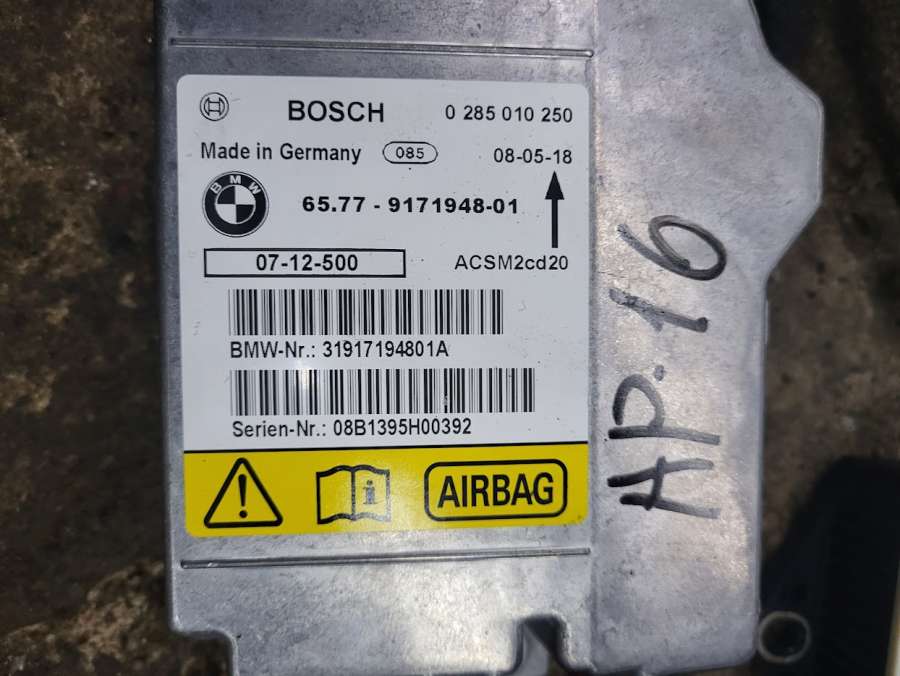 BOSCH 0 285 010 250
Made in Germany 085 08-05-18
BMW
65.77 - 9171948-01
07-12-500 ACSM2cd20
BMW-Nr.: 31917194801A
Serien-Nr.: 08B1395H00392
i AIRBAG
HP.16